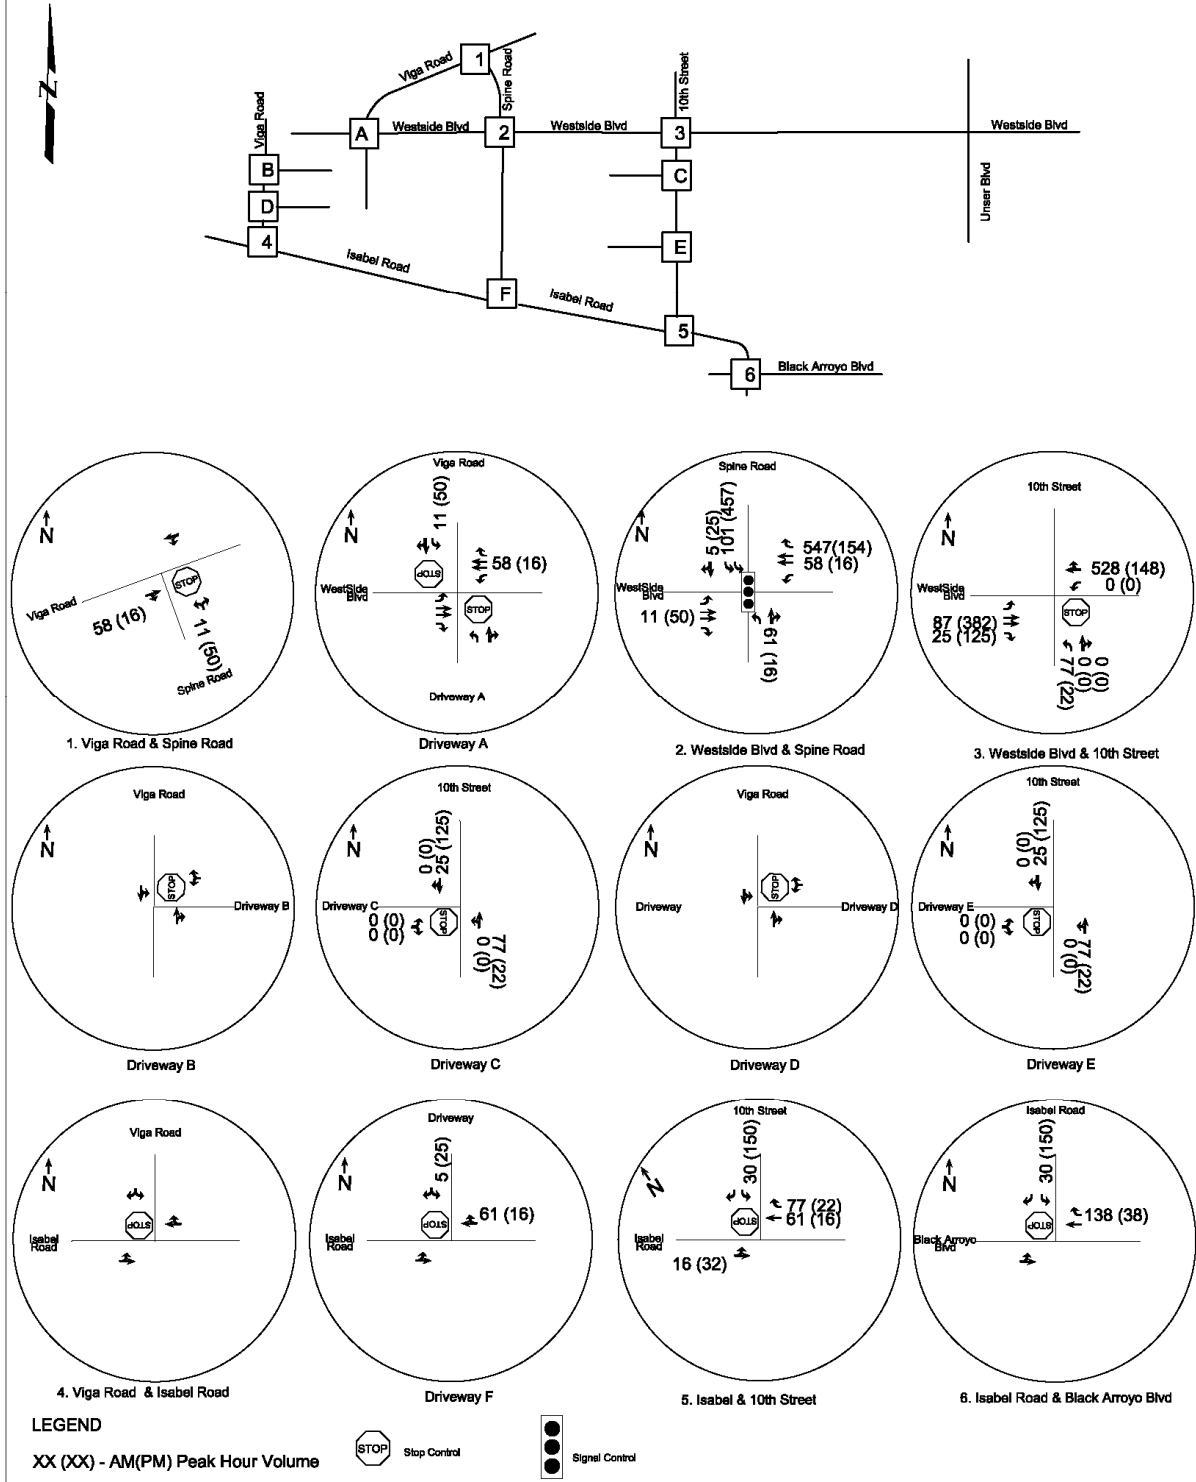 N
Viga Road
1
Spine Road
10th Street
Viga Road
A
Westside Blvd
2
Westside Blvd
3
Westside Blvd
B
C
Unser Blvd
D
4
E
Isabel Road
F
Isabel Road
5
6
Black Arroyo Blvd
N
STOP
Viga Road
58 (16)
11 (50)
Spine Road
1. Viga Road & Spine Road
Viga Road
N
11 (50)
STOP
58 (16)
WestSide
Blvd
STOP
Driveway A
Driveway A
Spine Road
N
5 (25)
101 (457)
547(154)
58 (16)
WestSide
Blvd
11 (50)
61 (16)
2. Westside Blvd & Spine Road
10th Street
N
528 (148)
0 (0)
WestSide
Blvd
STOP
87 (382)
25 (125)
77 (22)
0 (0)
0 (0)
3. Westside Blvd & 10th Street
Viga Road
N
STOP
Driveway B
Driveway B
10th Street
N
0 (0)
25 (125)
Driveway C
0 (0)
0 (0)
STOP
77 (22)
0 (0)
Driveway C
Viga Road
N
STOP
Driveway
Driveway D
Driveway D
10th Street
N
0 (0)
25 (125)
Driveway E
0 (0)
0 (0)
STOP
77 (22)
0 (0)
Driveway E
Viga Road
N
STOP
Isabel
Road
4. Viga Road & Isabel Road
Driveway
N
5 (25)
STOP
61 (16)
Isabel
Road
Driveway F
10th Street
N
30 (150)
STOP
77 (22)
61 (16)
Isabel
Road
16 (32)
5. Isabel & 10th Street
Isabel Road
N
30 (150)
STOP
138 (38)
Black Arroyo
Blvd
6. Isabel Road & Black Arroyo Blvd
LEGEND
XX (XX) - AM(PM) Peak Hour Volume
STOP
Stop Control
Signal Control